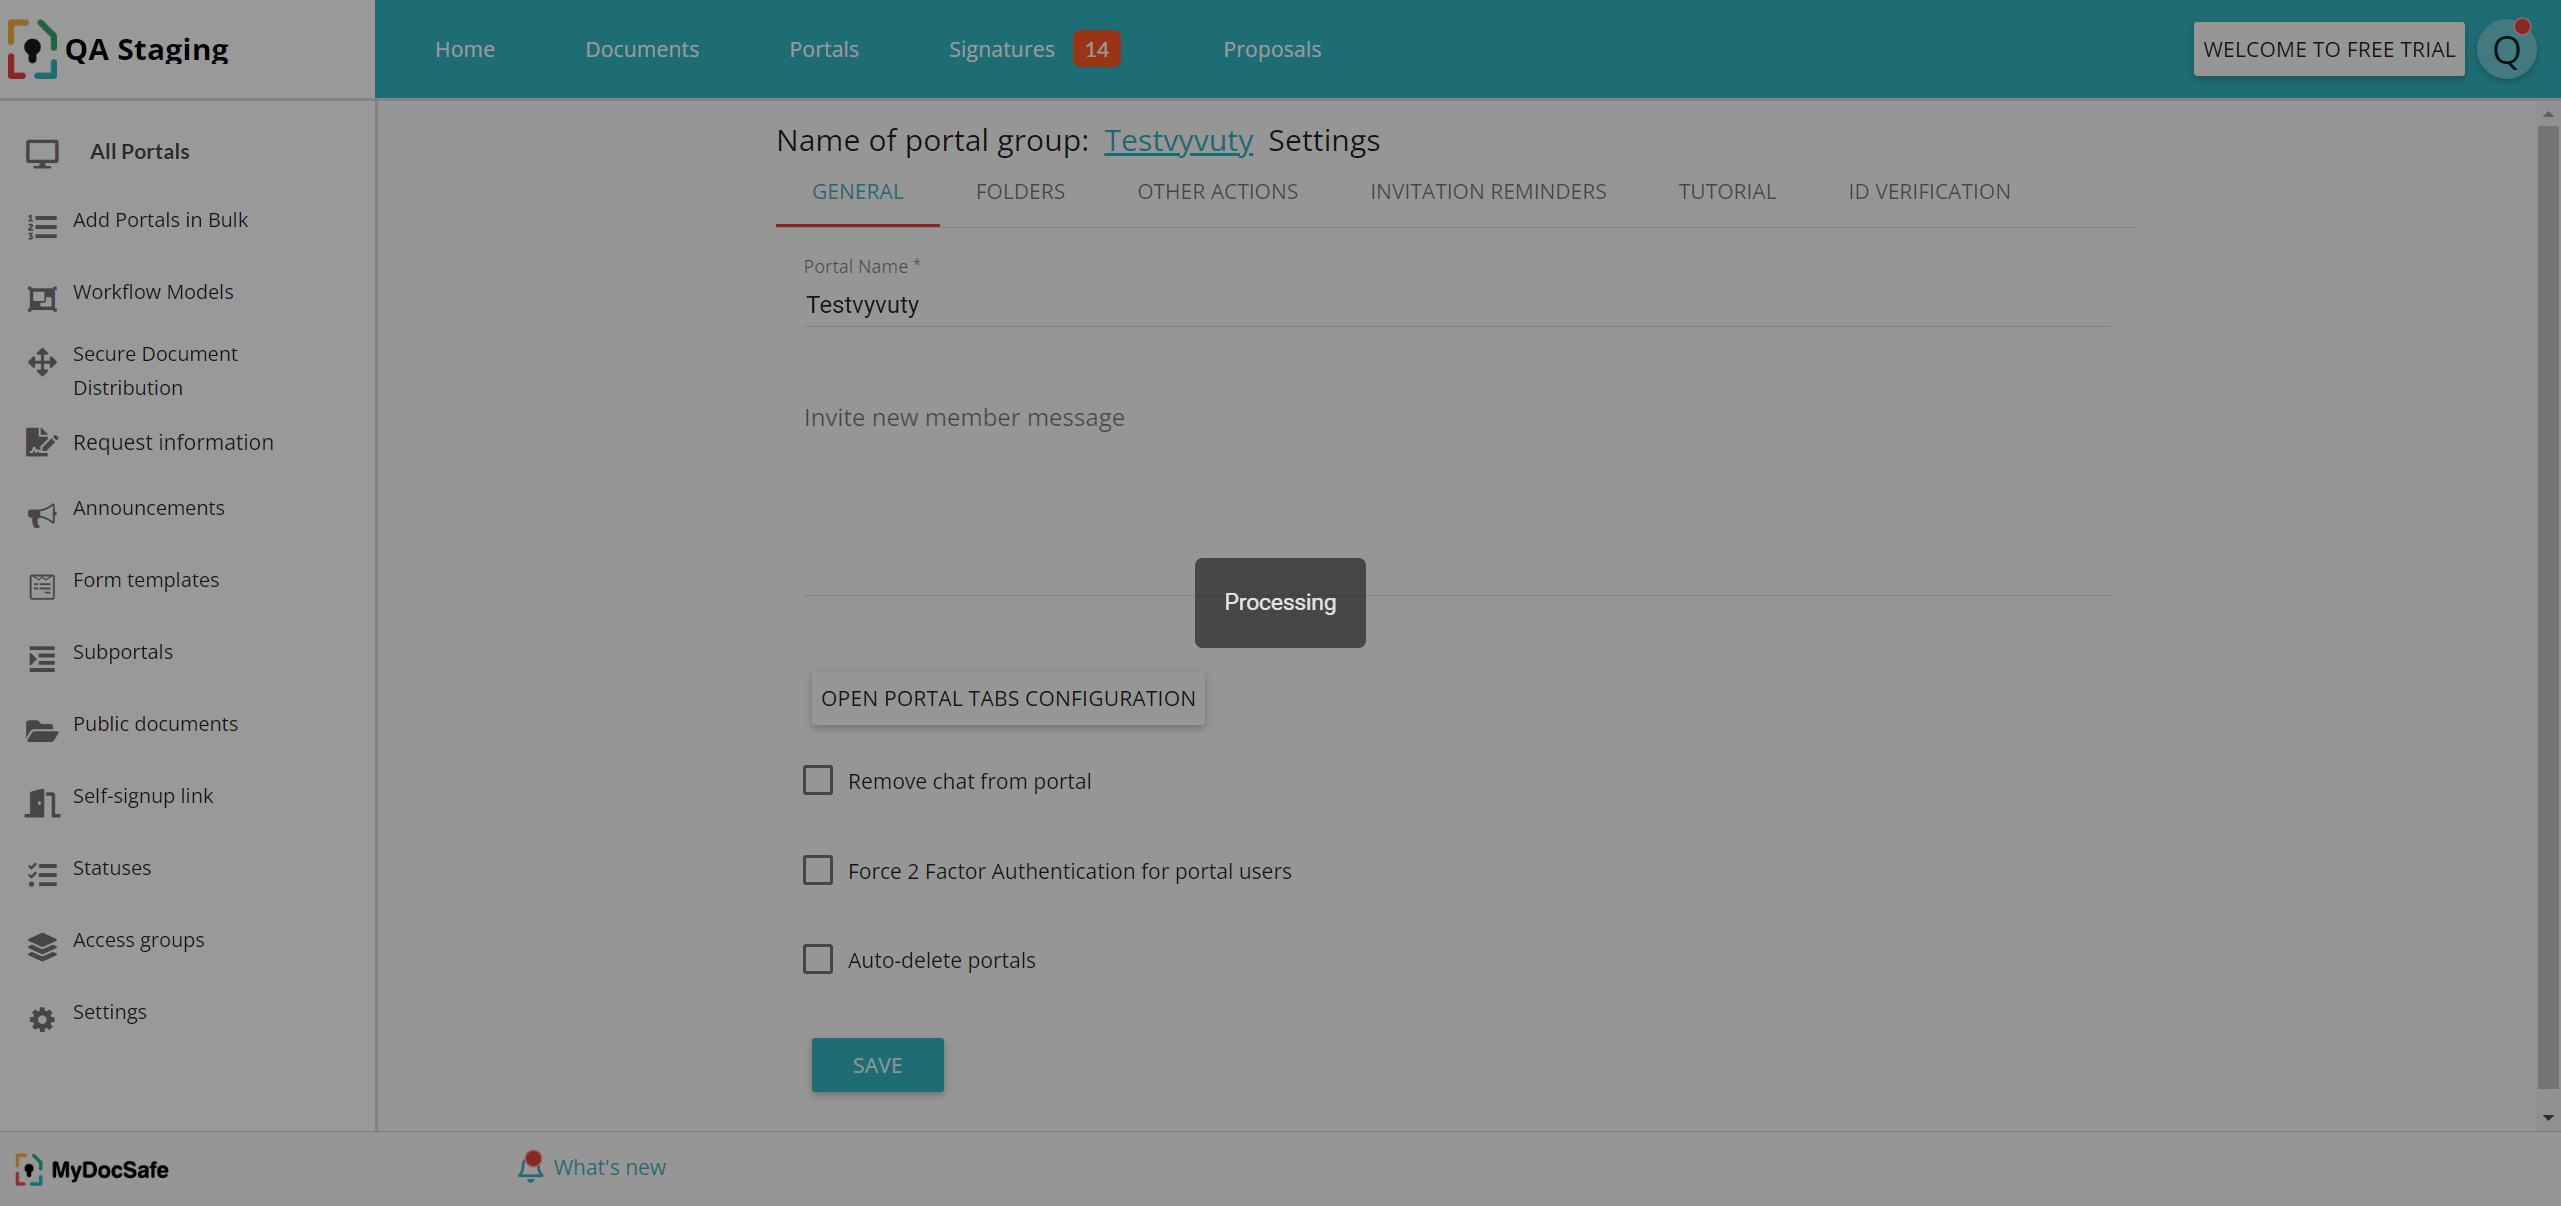 QA Staging
Home
Documents
Portals
Signatures 14
Proposals
WELCOME TO FREE TRIAL
Q
All Portals
Add Portals in Bulk
Workflow Models
Secure Document
Distribution
Request information
Announcements
Form templates
Subportals
Public documents
Self-signup link
Statuses
Access groups
Settings
Name of portal group: Testvyvuty Settings
GENERAL
FOLDERS
OTHER ACTIONS
INVITATION REMINDERS
TUTORIAL
ID VERIFICATION
Portal Name *
Testvyvuty
Invite new member message
Processing
OPEN PORTAL TABS CONFIGURATION
Remove chat from portal
Force 2 Factor Authentication for portal users
Auto-delete portals
SAVE
MyDocSafe
What's new